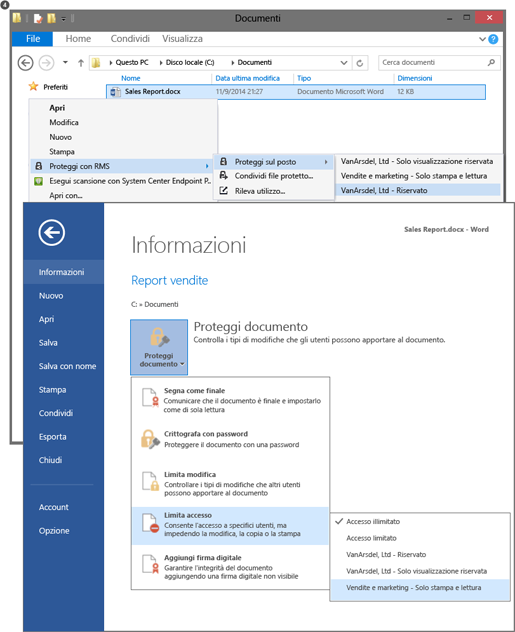 4
Documenti
File Home Condividi Visualizza
Questo PC Disco locale (C:) Documenti
Cerca documenti
Preferiti
Nome Data ultima modifica Tipo Dimensioni
Sales Report.docx 11/9/2014 21:27 Documento Microsoft Word 12 KB
Apri
Modifica
Nuovo
Stampa
Proteggi con RMS
Esegui scansione con System Center Endpoint P...
Apri con...
Proteggi sul posto
Condividi file protetto...
Rileva utilizzo...
VanArsdel, Ltd - Solo visualizzazione riservata
Vendite e marketing - Solo stampa e lettura
VanArsdel, Ltd - Riservato
Sales Report.docx - Word
Informazioni
Nuovo
Apri
Salva
Salva con nome
Stampa
Condividi
Esporta
Chiudi
Account
Opzione
Informazioni
Report vendite
C: » Documenti
Proteggi
documento
Proteggi documento
Controlla i tipi di modifiche che gli utenti possono apportare al documento.
Segna come finale
Comunicare che il documento è finale e impostarlo
come di sola lettura
Crittografa con password
Proteggere il documento con una password
Limita modifica
Controllare i tipi di modifiche che altri utenti
possono apportare al documento
Limita accesso
Consente l'accesso a specifici utenti, ma
impedendo la modifica, la copia o la stampa
Aggiungi firma digitale
Garantire l'integrità del documento
aggiungendo una firma digitale non visibile
Accesso illimitato
Accesso limitato
VanArsdel, Ltd - Riservato
VanArsdel, Ltd - Solo visualizzazione riservata
Vendite e marketing - Solo stampa e lettura